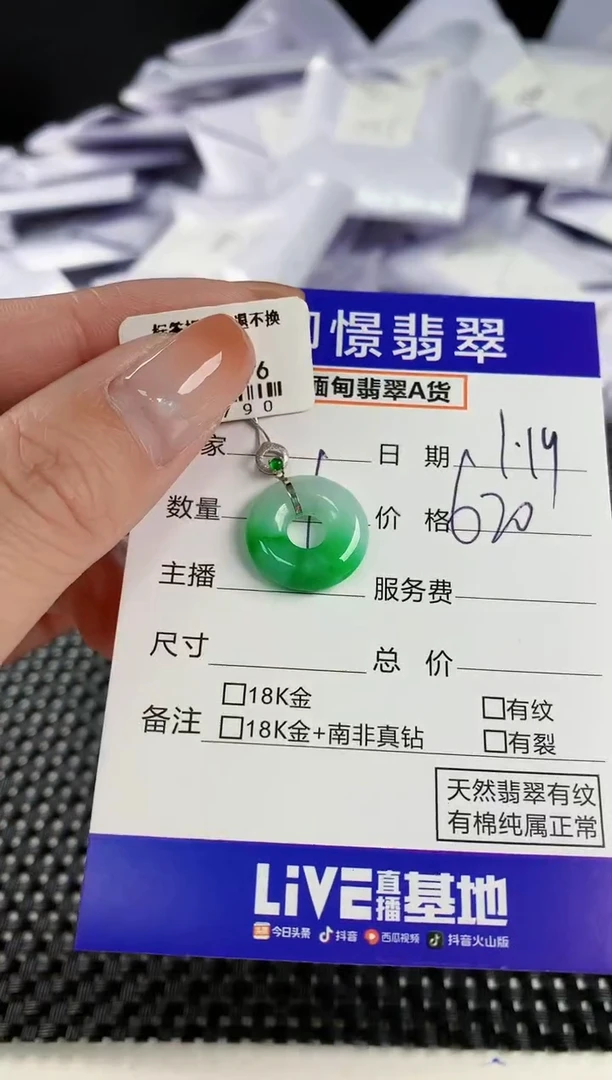 不换
6
790
憬翡翠
缅甸翡翠A货
家
日 期 1.19
数量 1
价 格 620
主播
服务费
尺寸
总 价
备注
□18K金
□18K金+南非真钻
□有纹
□有裂
天然翡翠有纹
有棉纯属正常
LiVE直播基地
今日头条 抖音 西瓜视频 抖音火山版